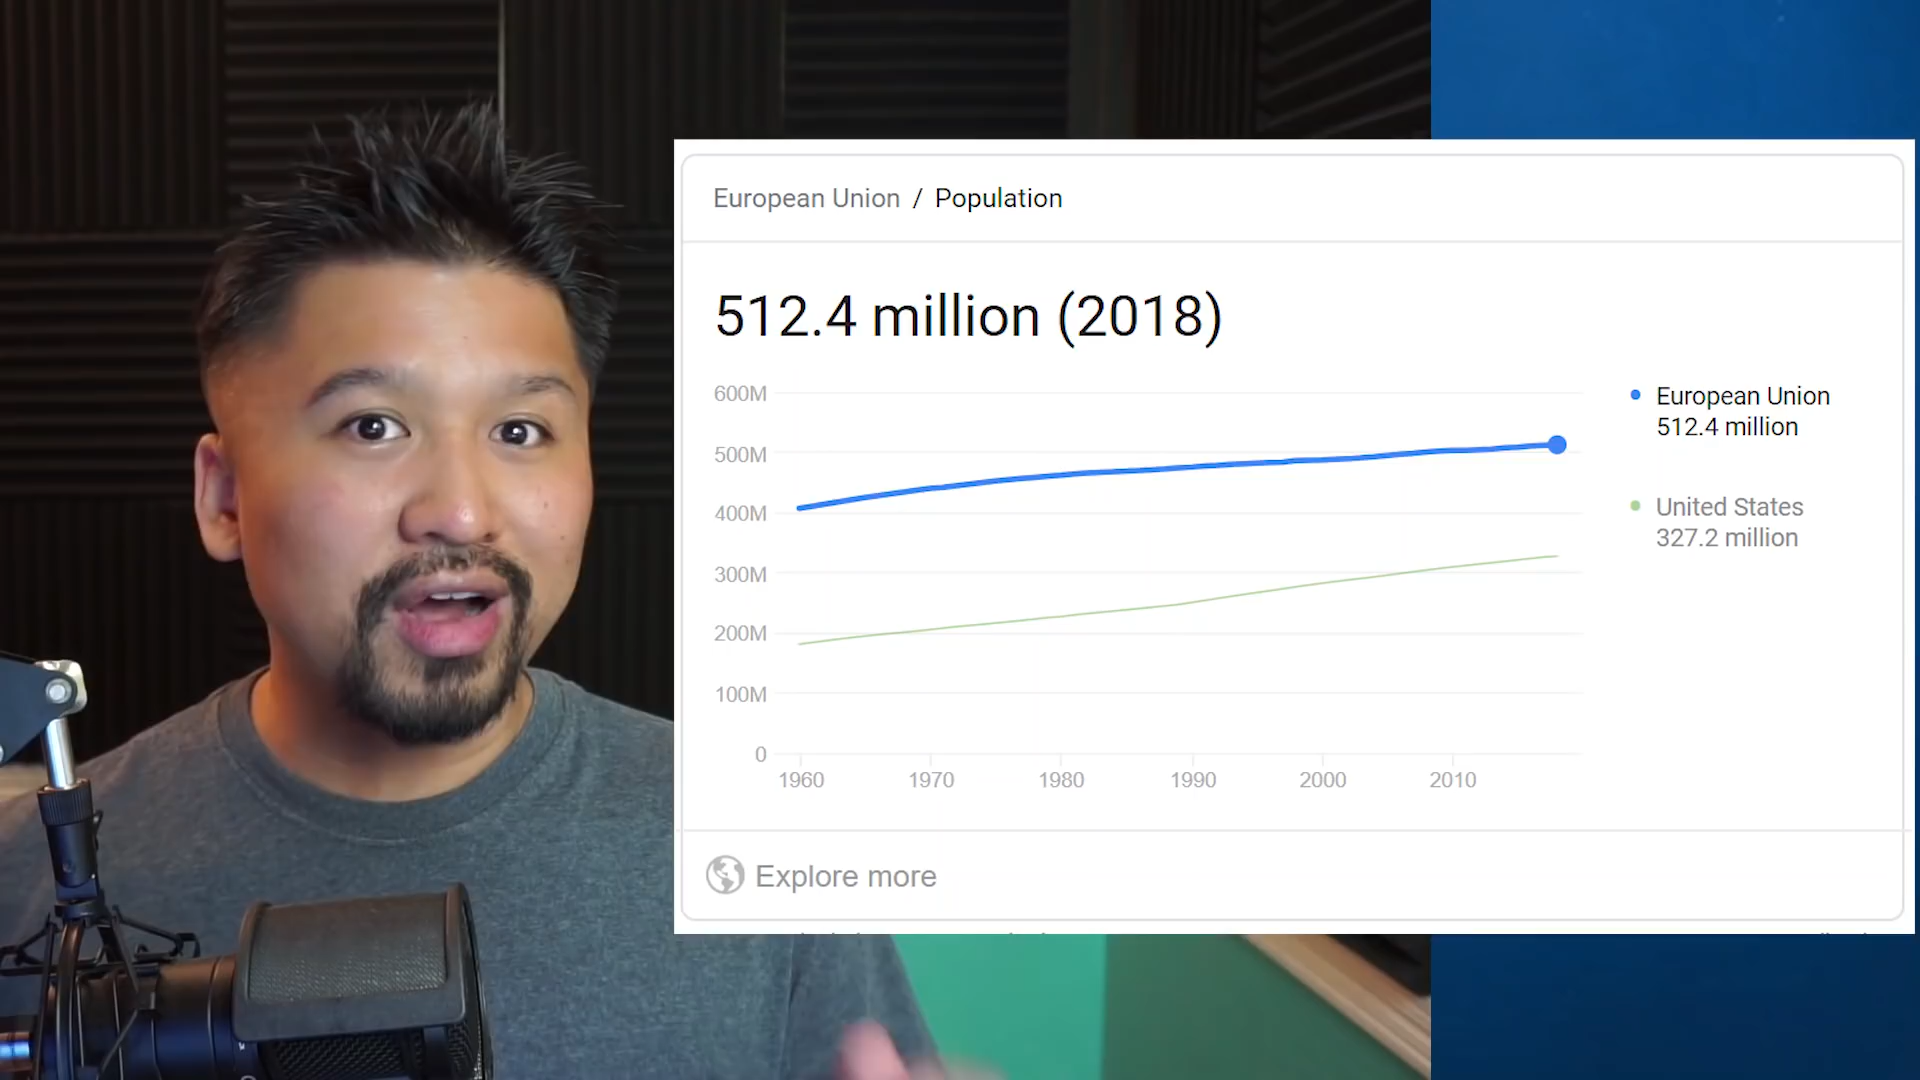 European Union / Population
512.4 million (2018)
600M
500M
400M
300M
200M
100M
0
1960 1970 1980 1990 2000 2010
European Union
512.4 million
United States
327.2 million
Explore more